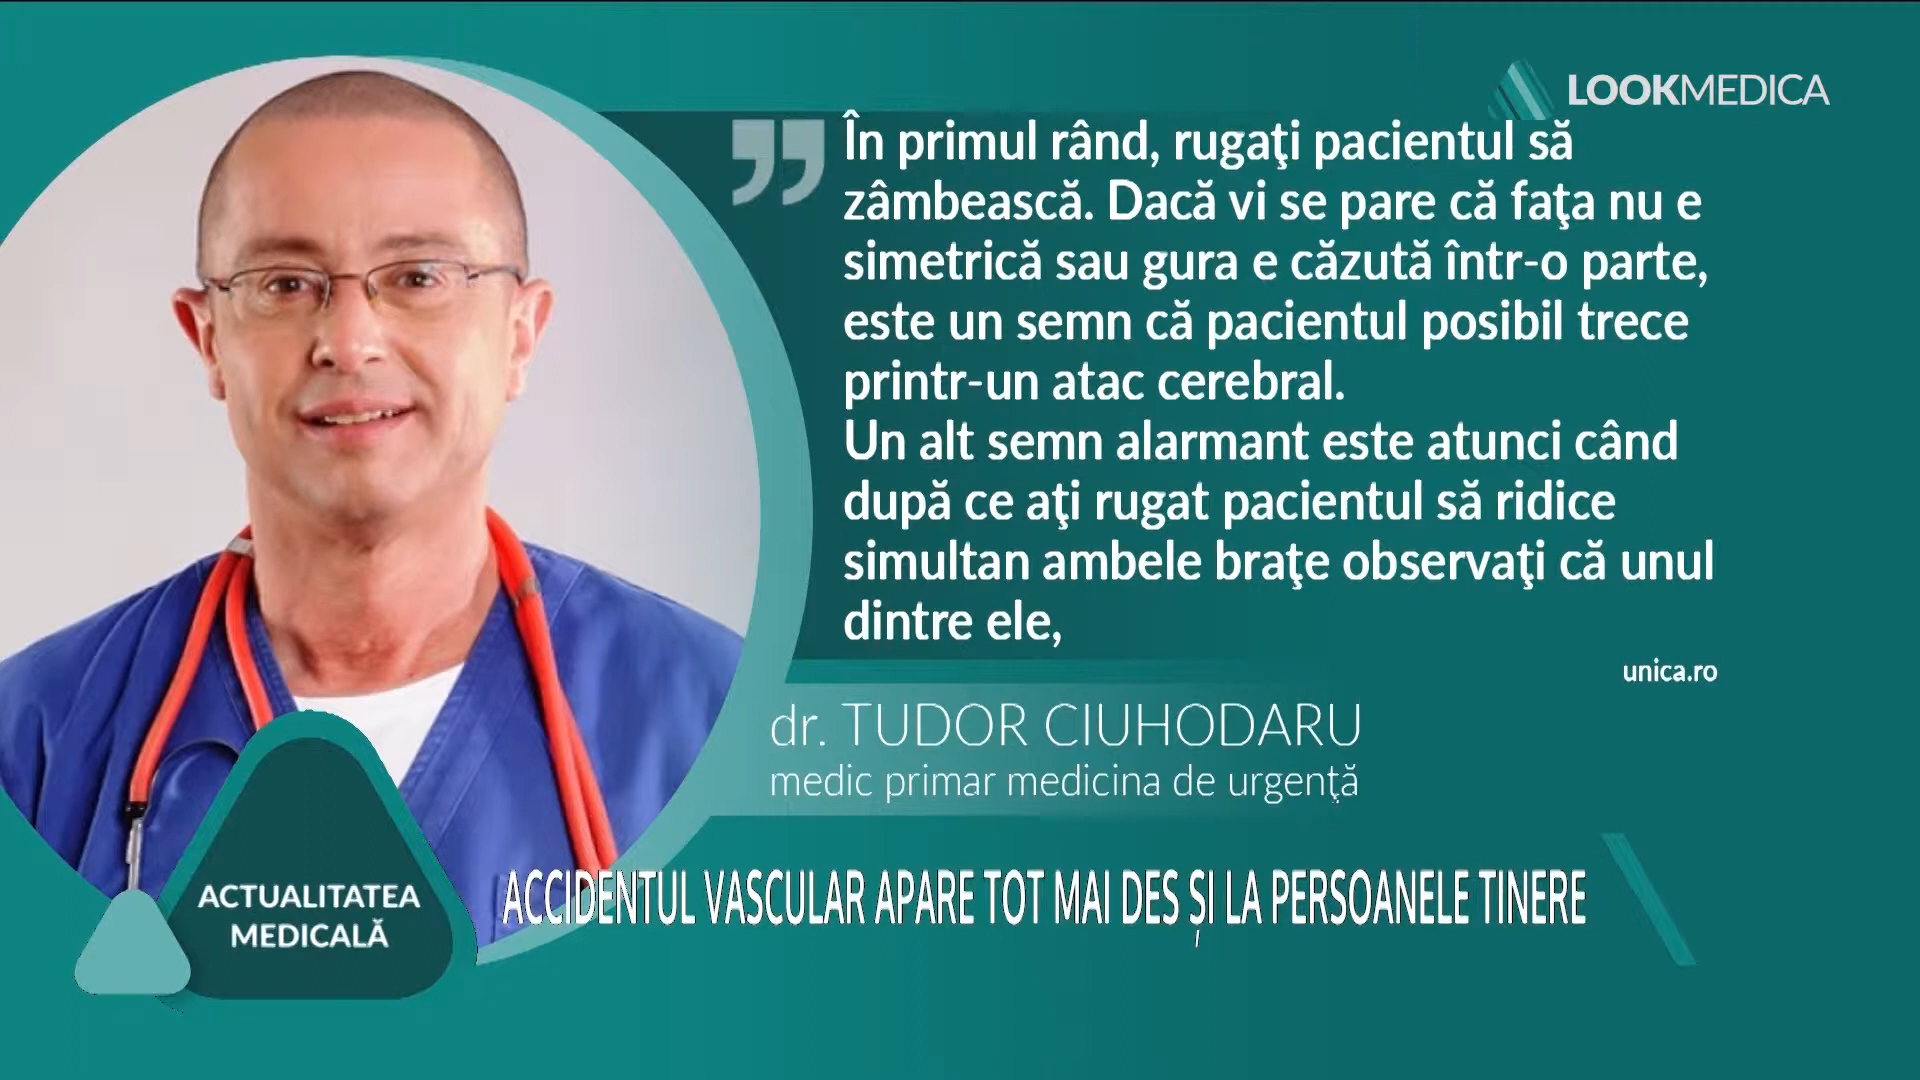 LOOKMEDICA
În primul rând, rugaţi pacientul să
zâmbească. Dacă vi se pare că faţa nu e
simetrică sau gura e căzută într-o parte,
este un semn că pacientul posibil trece
printr-un atac cerebral.
Un alt semn alarmant este atunci când
după ce aţi rugat pacientul să ridice
simultan ambele braţe observaţi că unul
dintre ele,
unica.ro
dr. TUDOR CIUHODARU
medic primar medicina de urgenţă
ACCIDENTUL VASCULAR APARE TOT MAI DES ȘI LA PERSOANELE TINERE
ACTUALITATEA
MEDICALĂ